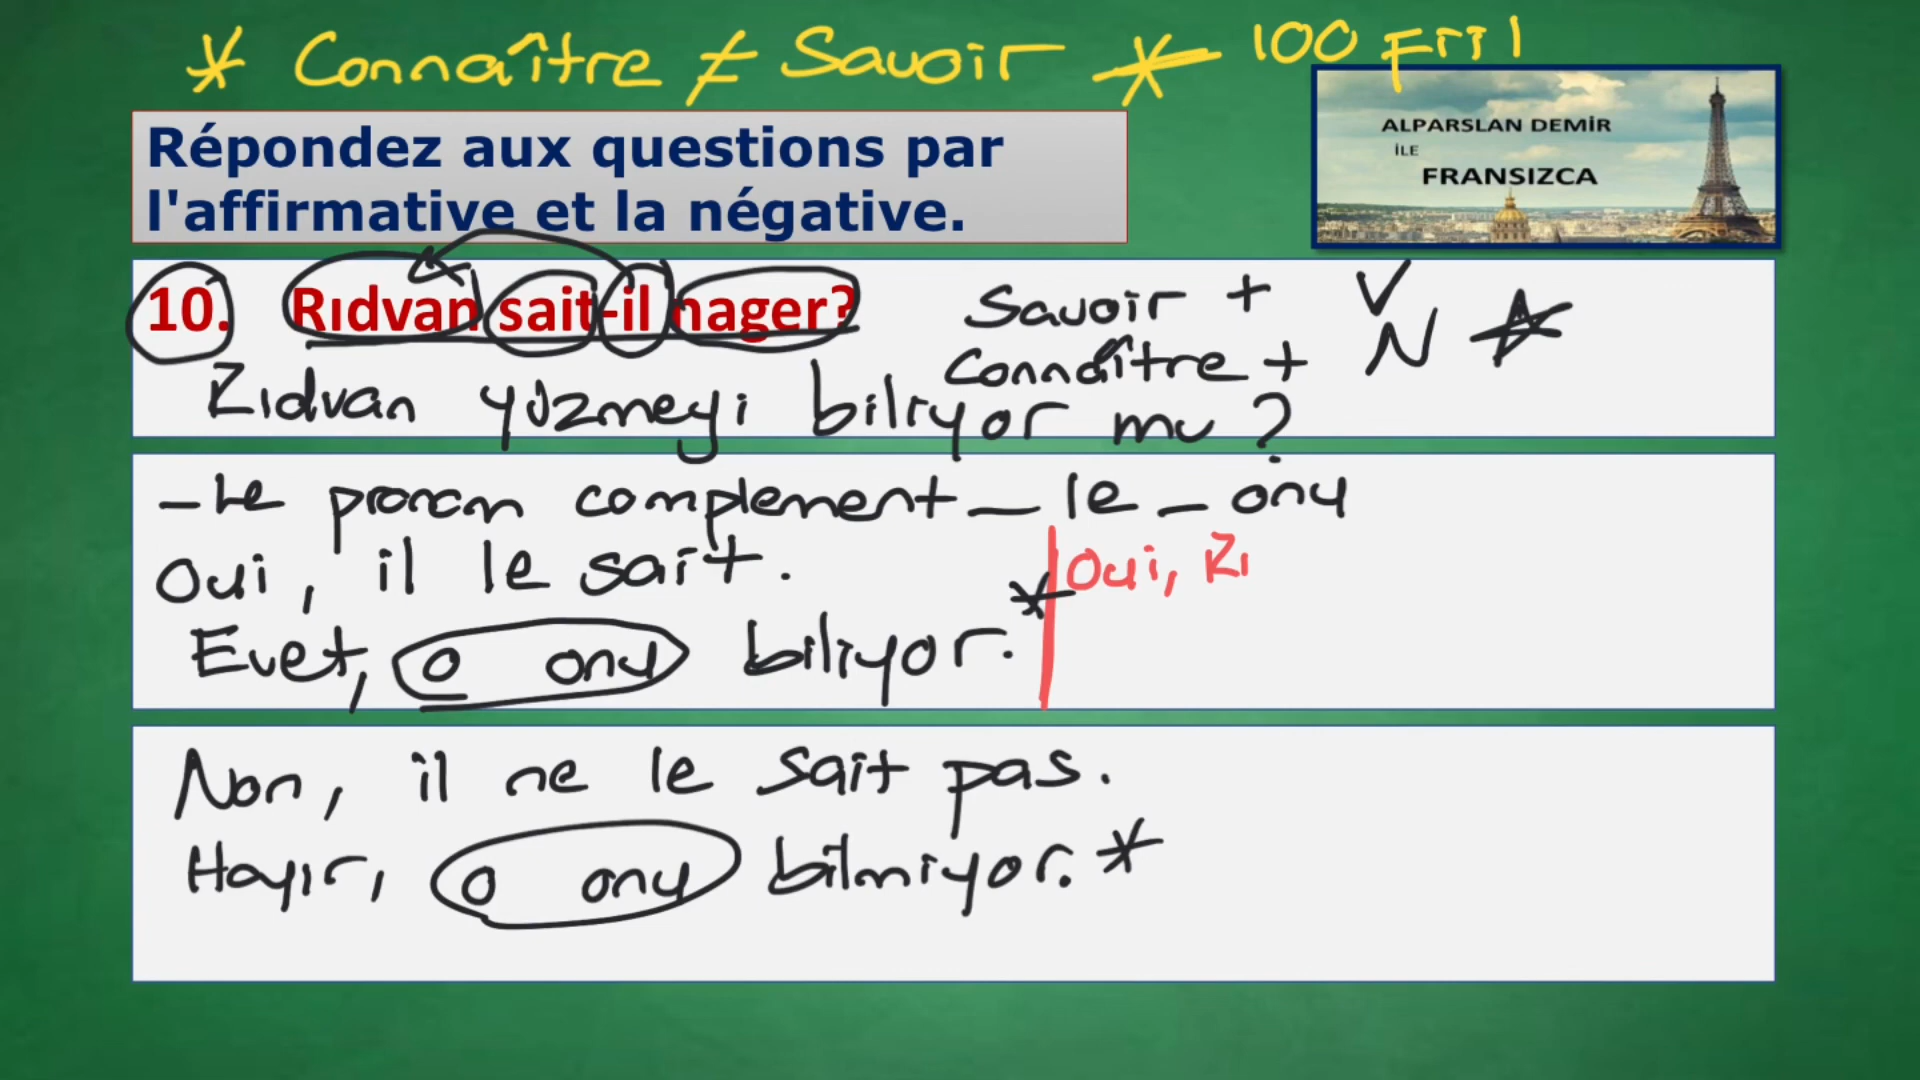 * Connaître ≠ Savoir * 100 Fiil
ALPARSLAN DEMİR
İLE
FRANSIZCA
Répondez aux questions par
l'affirmative et la négative.
10. Rıdvan sait-il nager?
Savoir + V
Connaître + N
Rıdvan yüzmeyi biliyor mu?
- Le pronom complement _ le _ onu
Oui, il le sait.
Oui, Rı
Evet, o onu biliyor. *
Non, il ne le sait pas.
Hayır, o onu bilmiyor. *